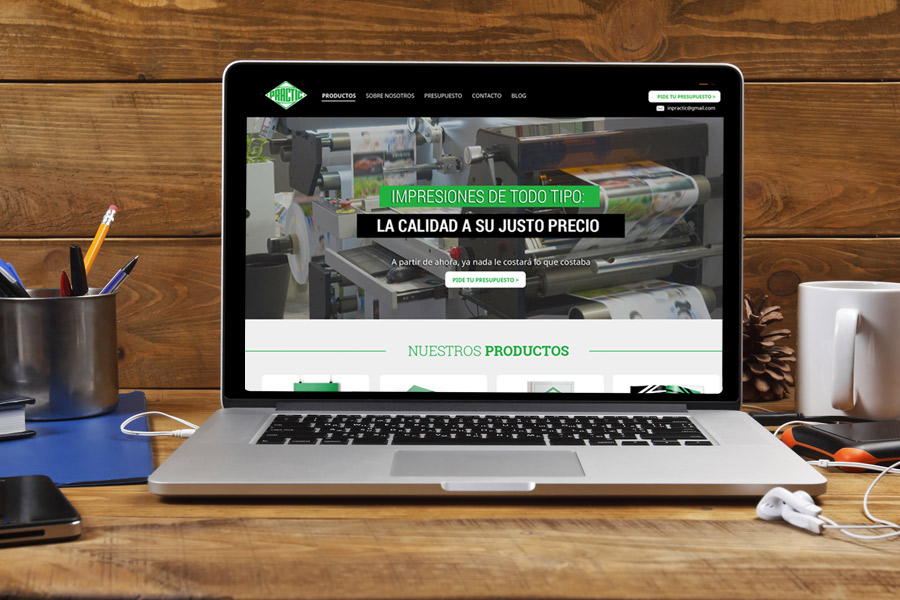 PRACTIC
PRODUCTOS
SOBRE NOSOTROS
PRESUPUESTO
CONTACTO
BLOG
PIDE TU PRESUPUESTO >
inpractic@gmail.com
IMPRESIONES DE TODO TIPO:
LA CALIDAD A SU JUSTO PRECIO
A partir de ahora, ya nada le costará lo que costaba
PIDE TU PRESUPUESTO >
NUESTROS PRODUCTOS